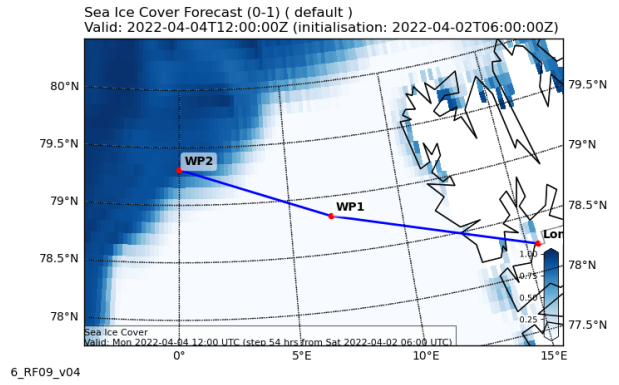 Sea Ice Cover Forecast (0-1) ( default )
Valid: 2022-04-04T12:00:00Z (initialisation: 2022-04-02T06:00:00Z)
80°N
79.5°N
79.5°N
79°N
WP2
79°N
WP1
78.5°N
78.5°N
Lon
78°N
1.00
0.75
0.50
0.25
78°N
77.5°N
Sea Ice Cover
Valid: Mon 2022-04-04 12:00 UTC (step 54 hrs from Sat 2022-04-02 06:00 UTC)
0°
5°E
10°E
15°E
6_RF09_v04